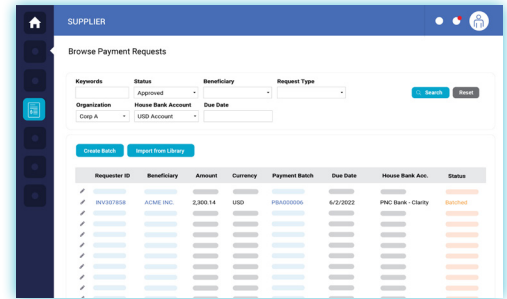 SUPPLIER
Browse Payment Requests
Keywords Status Beneficiary Request Type
Approved
Search Reset
Organization House Bank Account Due Date
Corp A USD Account
Create Batch Import from Library
Requester ID Beneficiary Amount Currency Payment Batch Due Date House Bank Acc. Status
INV307858 ACME INC. 2,300.14 USD PBA000006 6/2/2022 PNC Bank - Clarity Batched